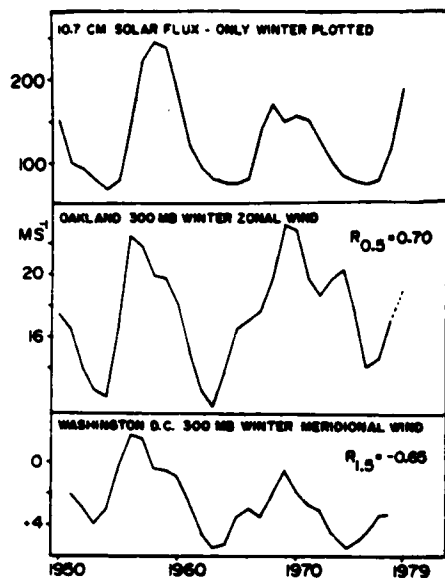 10.7 CM SOLAR FLUX - ONLY WINTER PLOTTED
200
100
OAKLAND 300 MB WINTER ZONAL WIND
MS⁻¹
R0.5=0.70
20
16
WASHINGTON D.C. 300 MB WINTER MERIDIONAL WIND
0
R1.5=-0.65
+4
1950
1960
1970
1979